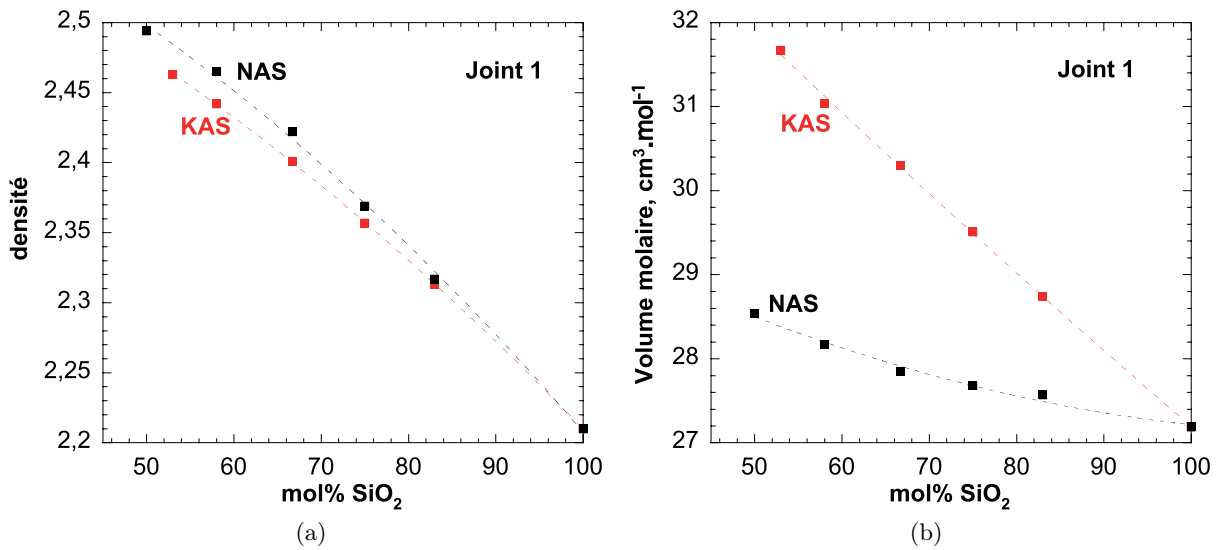 2,5
2,45
2,4
2,35
2,3
2,25
2,2
densité
NAS
KAS
Joint 1
50 60 70 80 90 100
mol% SiO2
(a)
32
31
30
29
28
27
Volume molaire, cm³.mol⁻¹
Joint 1
KAS
NAS
50 60 70 80 90 100
mol% SiO2
(b)